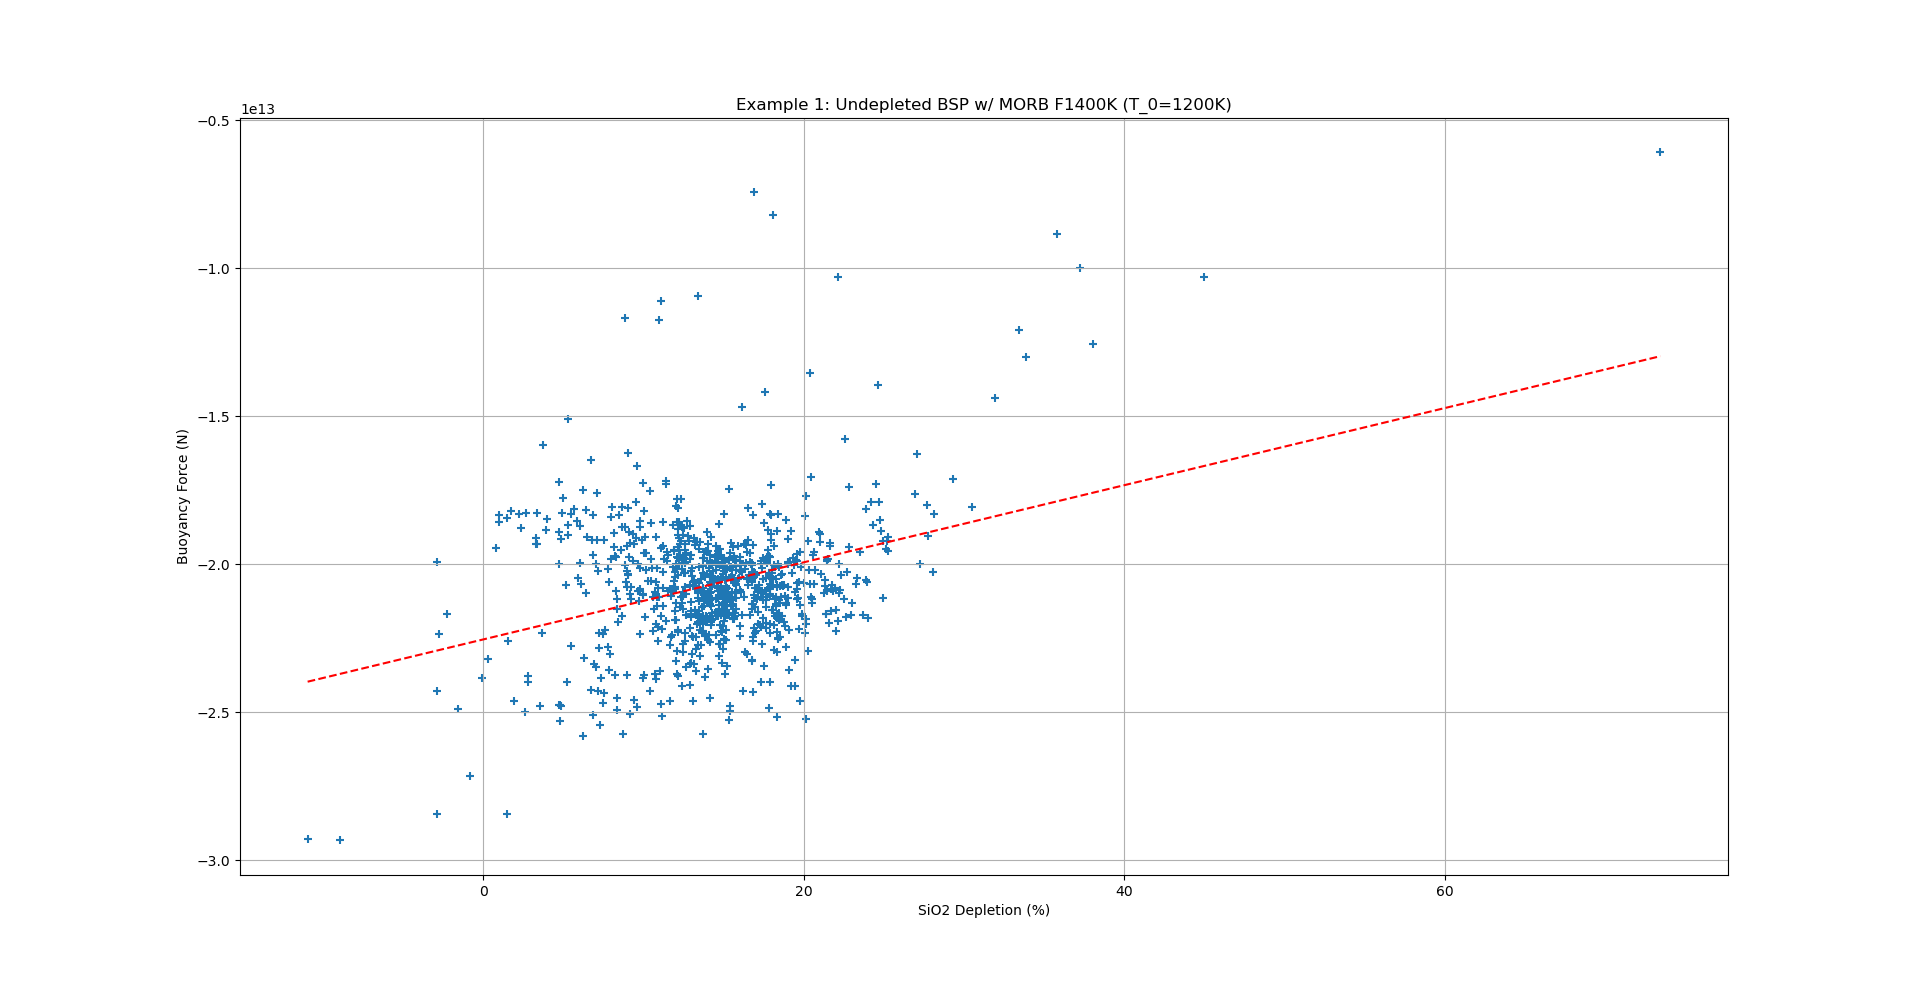 Example 1: Undepleted BSP w/ MORB F1400K (T_0=1200K)
1e13
−0.5
−1.0
−1.5
−2.0
−2.5
−3.0
Buoyancy Force (N)
0 20 40 60
SiO2 Depletion (%)